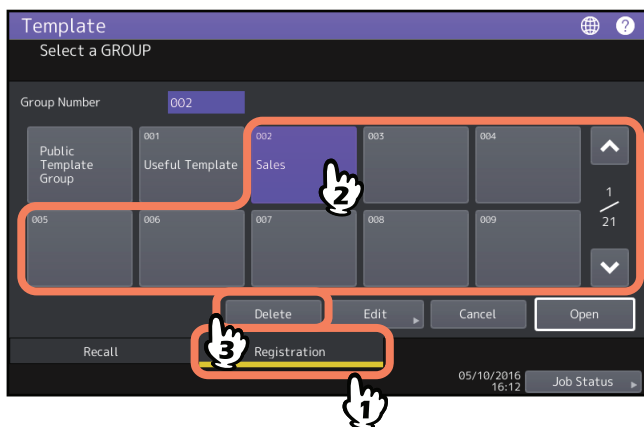 Template
?
Select a GROUP
Group Number 002
Public
Template
Group
001
Useful Template
002
Sales
2
003
004
1
21
005
006
007
008
009
Delete
Edit
Cancel
Open
3
Recall
Registration
1
05/10/2016
16:12
Job Status